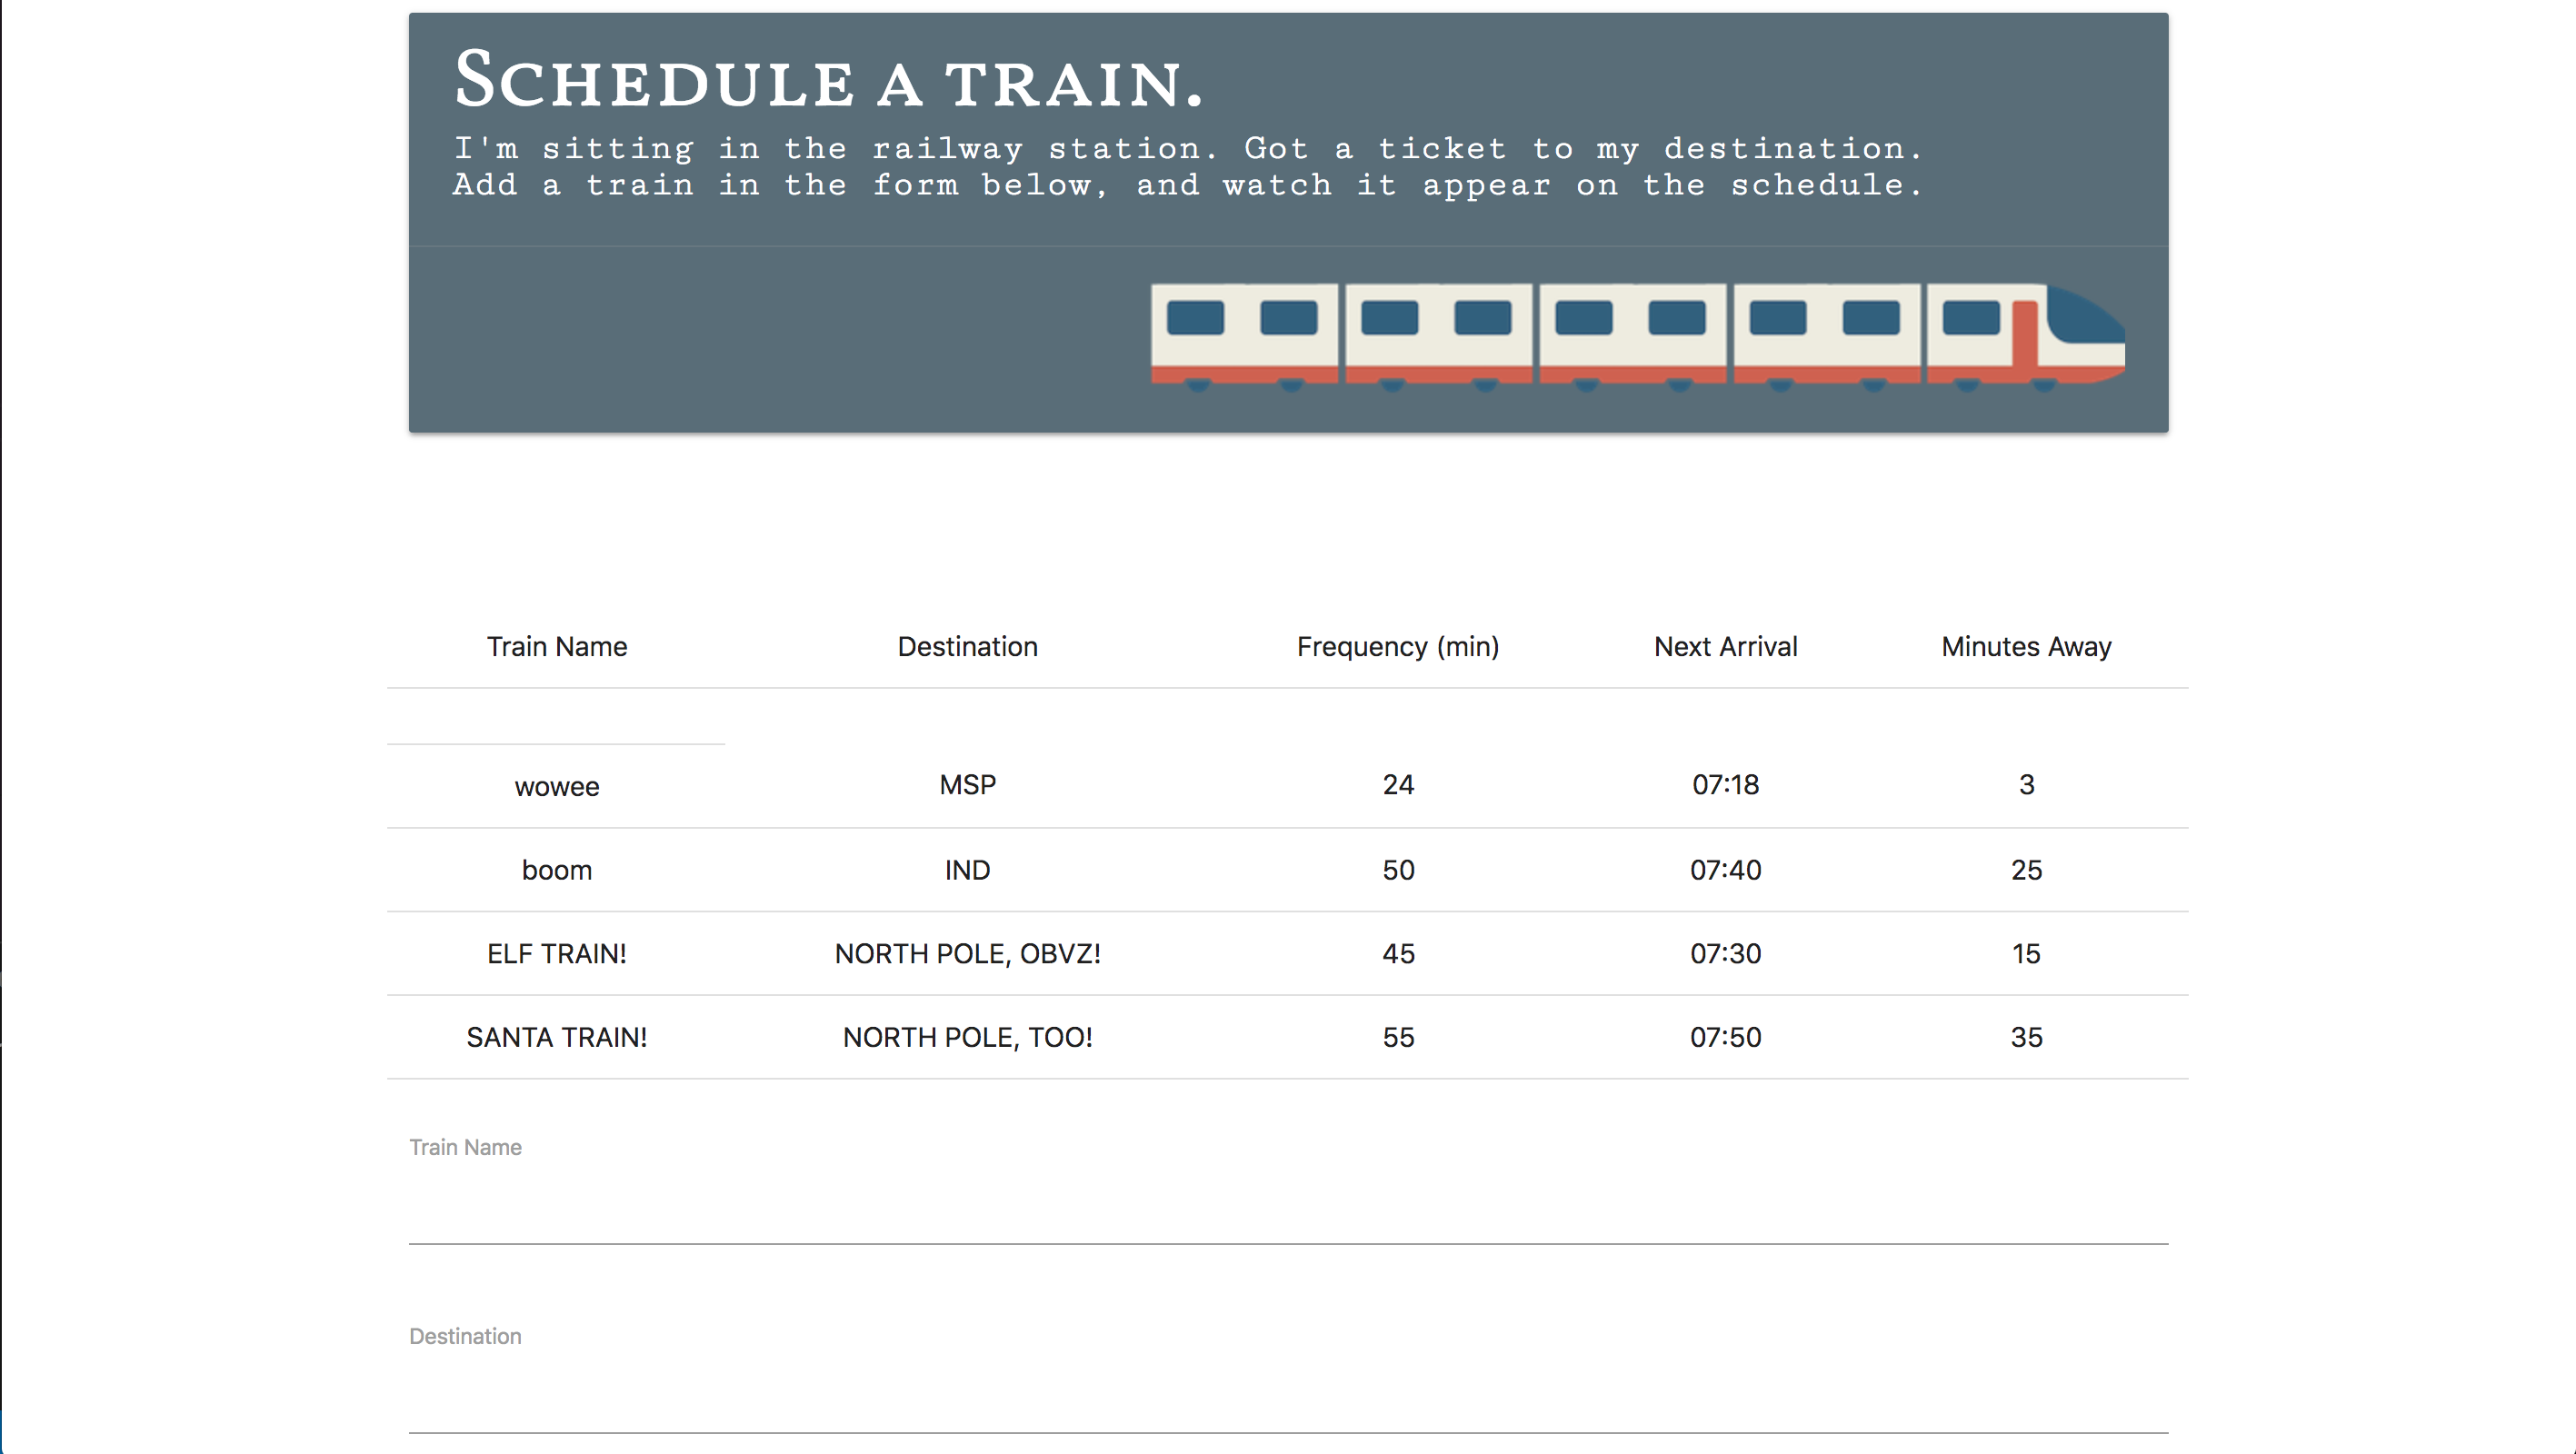 Schedule a train.
I'm sitting in the railway station. Got a ticket to my destination.
Add a train in the form below, and watch it appear on the schedule.
Train Name Destination Frequency (min) Next Arrival Minutes Away
wowee MSP 24 07:18 3
boom IND 50 07:40 25
ELF TRAIN! NORTH POLE, OBVZ! 45 07:30 15
SANTA TRAIN! NORTH POLE, TOO! 55 07:50 35
Train Name
Destination